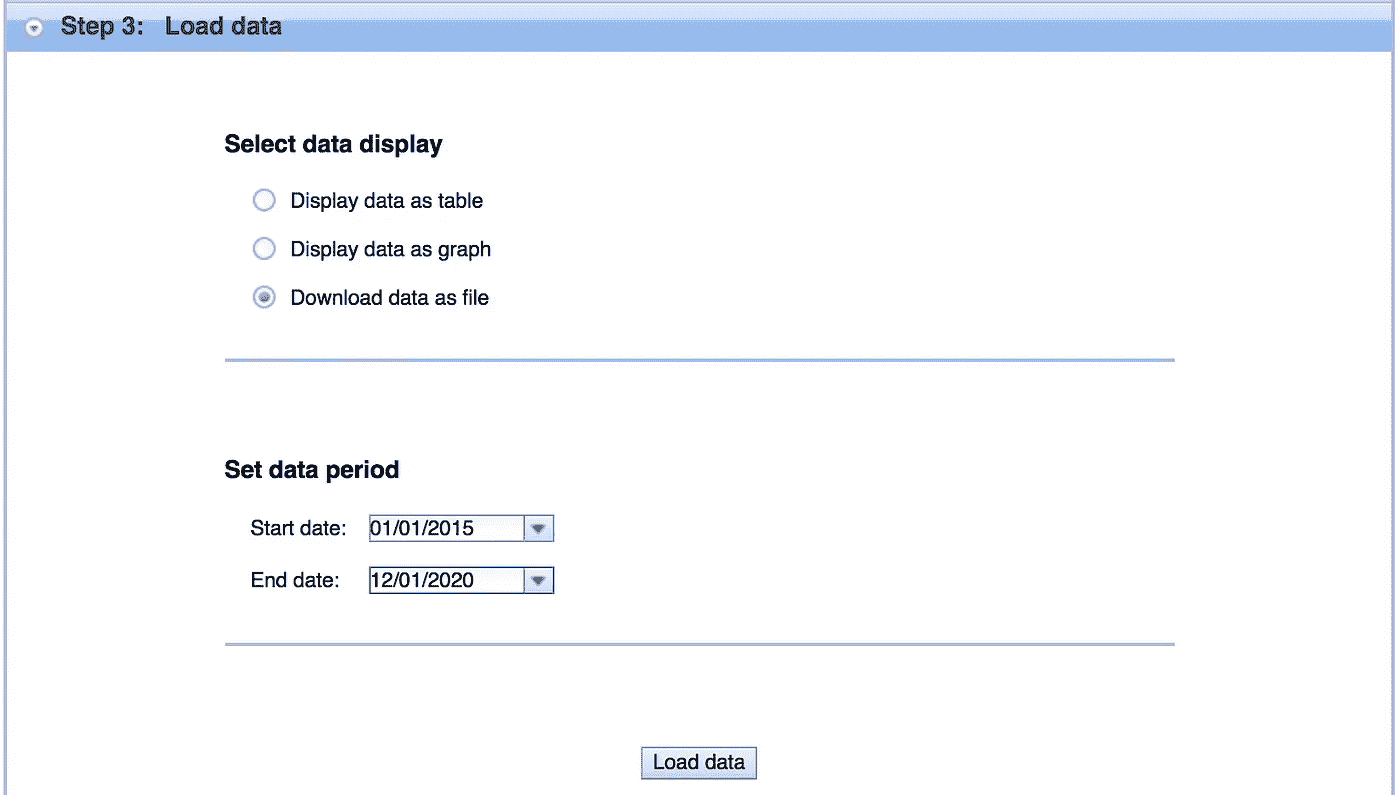 Step 3: Load data
Select data display
Display data as table
Display data as graph
Download data as file
Set data period
Start date: 01/01/2015
End date: 12/01/2020
Load data